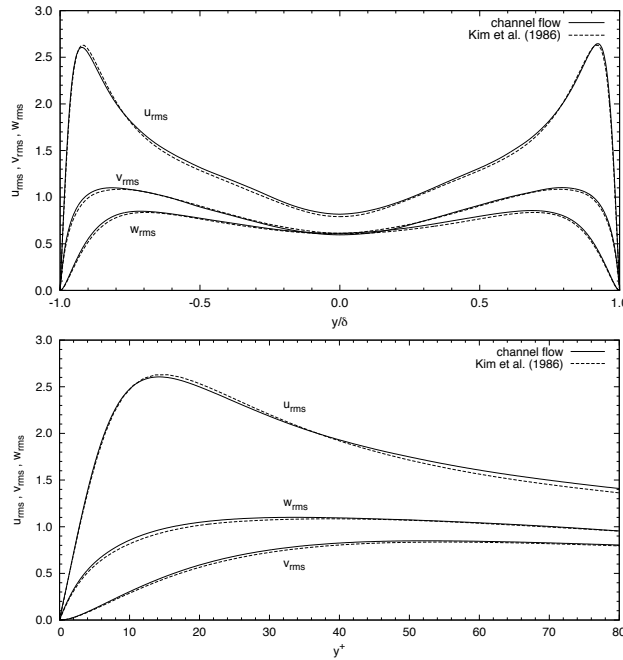 3.0
channel flow
Kim et al. (1986)
2.5
2.0
u_rms
1.5
u_rms , v_rms , w_rms
v_rms
1.0
w_rms
0.5
0.0
-1.0 -0.5 0.0 0.5 1.0
y/δ
3.0
channel flow
Kim et al. (1986)
2.5
u_rms
2.0
1.5
u_rms , v_rms , w_rms
w_rms
1.0
v_rms
0.5
0.0
0 10 20 30 40 50 60 70 80
y+